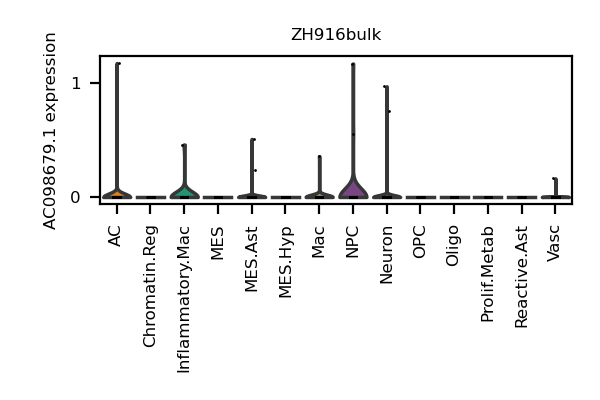 ZH916bulk
AC098679.1 expression
1
0
AC
Chromatin.Reg
Inflammatory.Mac
MES
MES.Ast
MES.Hyp
Mac
NPC
Neuron
OPC
Oligo
Prolif.Metab
Reactive.Ast
Vasc